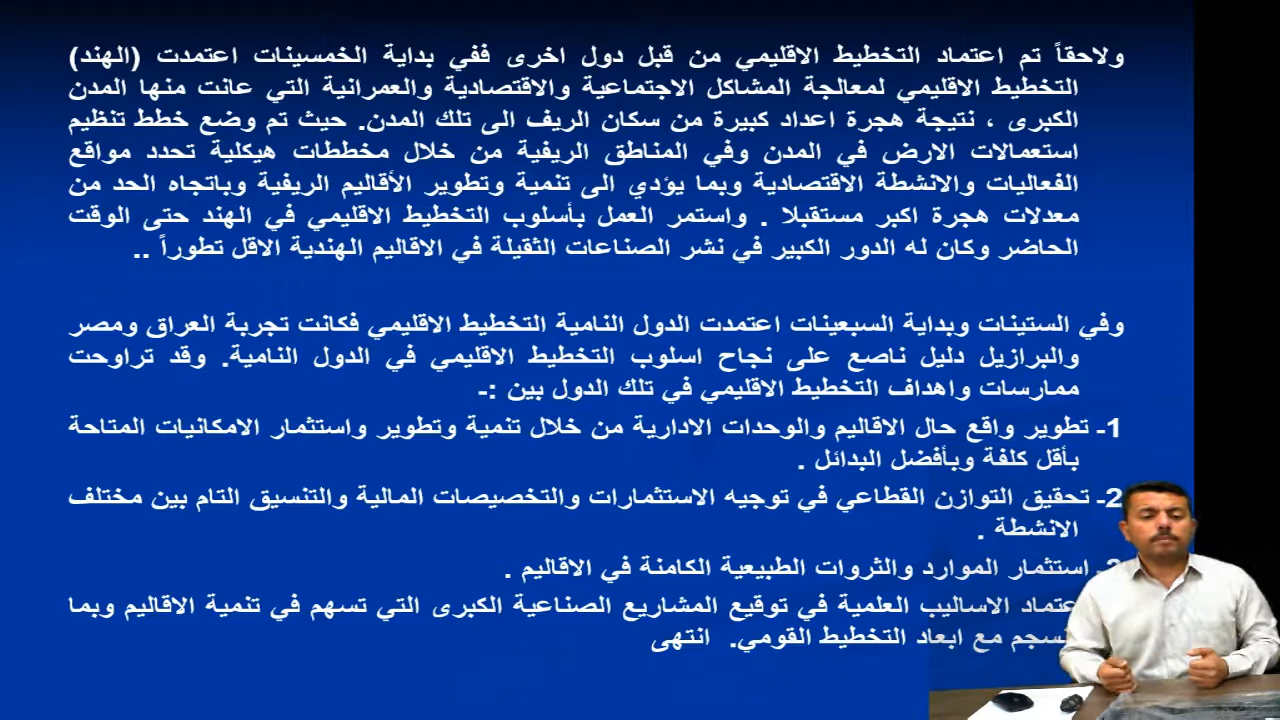 ولاحقاً تم اعتماد التخطيط الاقليمي من قبل دول اخرى ففي بداية الخمسينات اعتمدت (الهند)
التخطيط الاقليمي لمعالجة المشاكل الاجتماعية والاقتصادية والعمرانية التي عانت منها المدن
الكبرى ، نتيجة هجرة اعداد كبيرة من سكان الريف الى تلك المدن. حيث تم وضع خطط تنظيم
استعمالات الارض في المدن وفي المناطق الريفية من خلال مخططات هيكلية تحدد مواقع
الفعاليات والانشطة الاقتصادية وبما يؤدي الى تنمية وتطوير الأقاليم الريفية وباتجاه الحد من
معدلات هجرة اكبر مستقبلا . واستمر العمل بأسلوب التخطيط الاقليمي في الهند حتى الوقت
الحاضر وكان له الدور الكبير في نشر الصناعات الثقيلة في الاقاليم الهندية الاقل تطوراً ..
وفي الستينات وبداية السبعينات اعتمدت الدول النامية التخطيط الاقليمي فكانت تجربة العراق ومصر
والبرازيل دليل ناصع على نجاح اسلوب التخطيط الاقليمي في الدول النامية. وقد تراوحت
ممارسات واهداف التخطيط الاقليمي في تلك الدول بين :-
1- تطوير واقع حال الاقاليم والوحدات الادارية من خلال تنمية وتطوير واستثمار الامكانيات المتاحة
بأقل كلفة وبأفضل البدائل .
2- تحقيق التوازن القطاعي في توجيه الاستثمارات والتخصيصات المالية والتنسيق التام بين مختلف
الانشطة .
استثمار الموارد والثروات الطبيعية الكامنة في الاقاليم .
الاساليب العلمية في توقيع المشاريع الصناعية الكبرى التي تسهم في تنمية الاقاليم وبما
مع ابعاد التخطيط القومي. انتهى